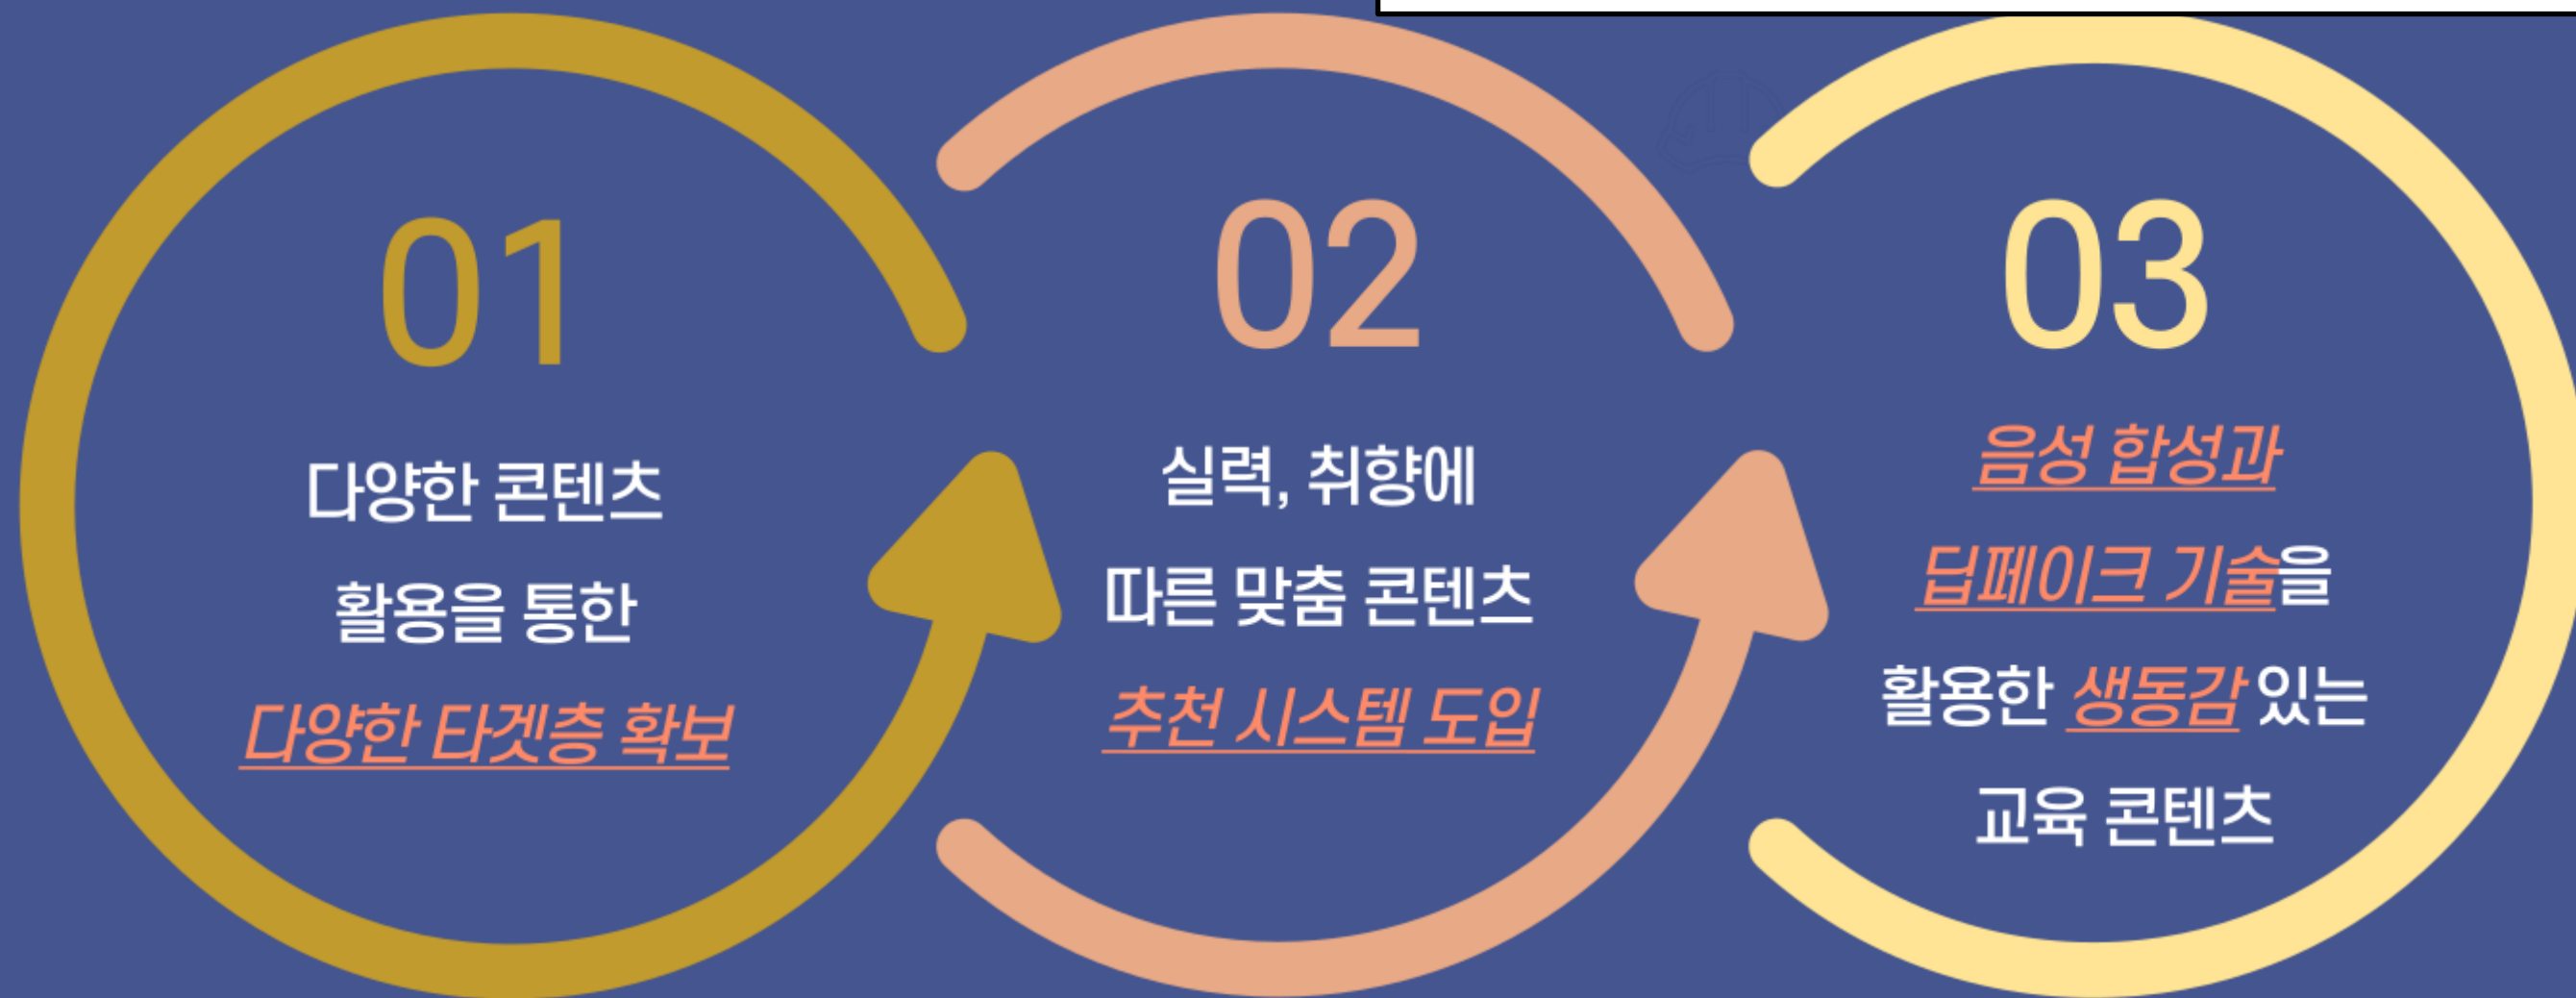 01
다양한 콘텐츠
활용을 통한
다양한 타겟층 확보
02
실력, 취향에
따른 맞춤 콘텐츠
추천 시스템 도입
03
음성 합성과
딥페이크 기술을
활용한 생동감 있는
교육 콘텐츠